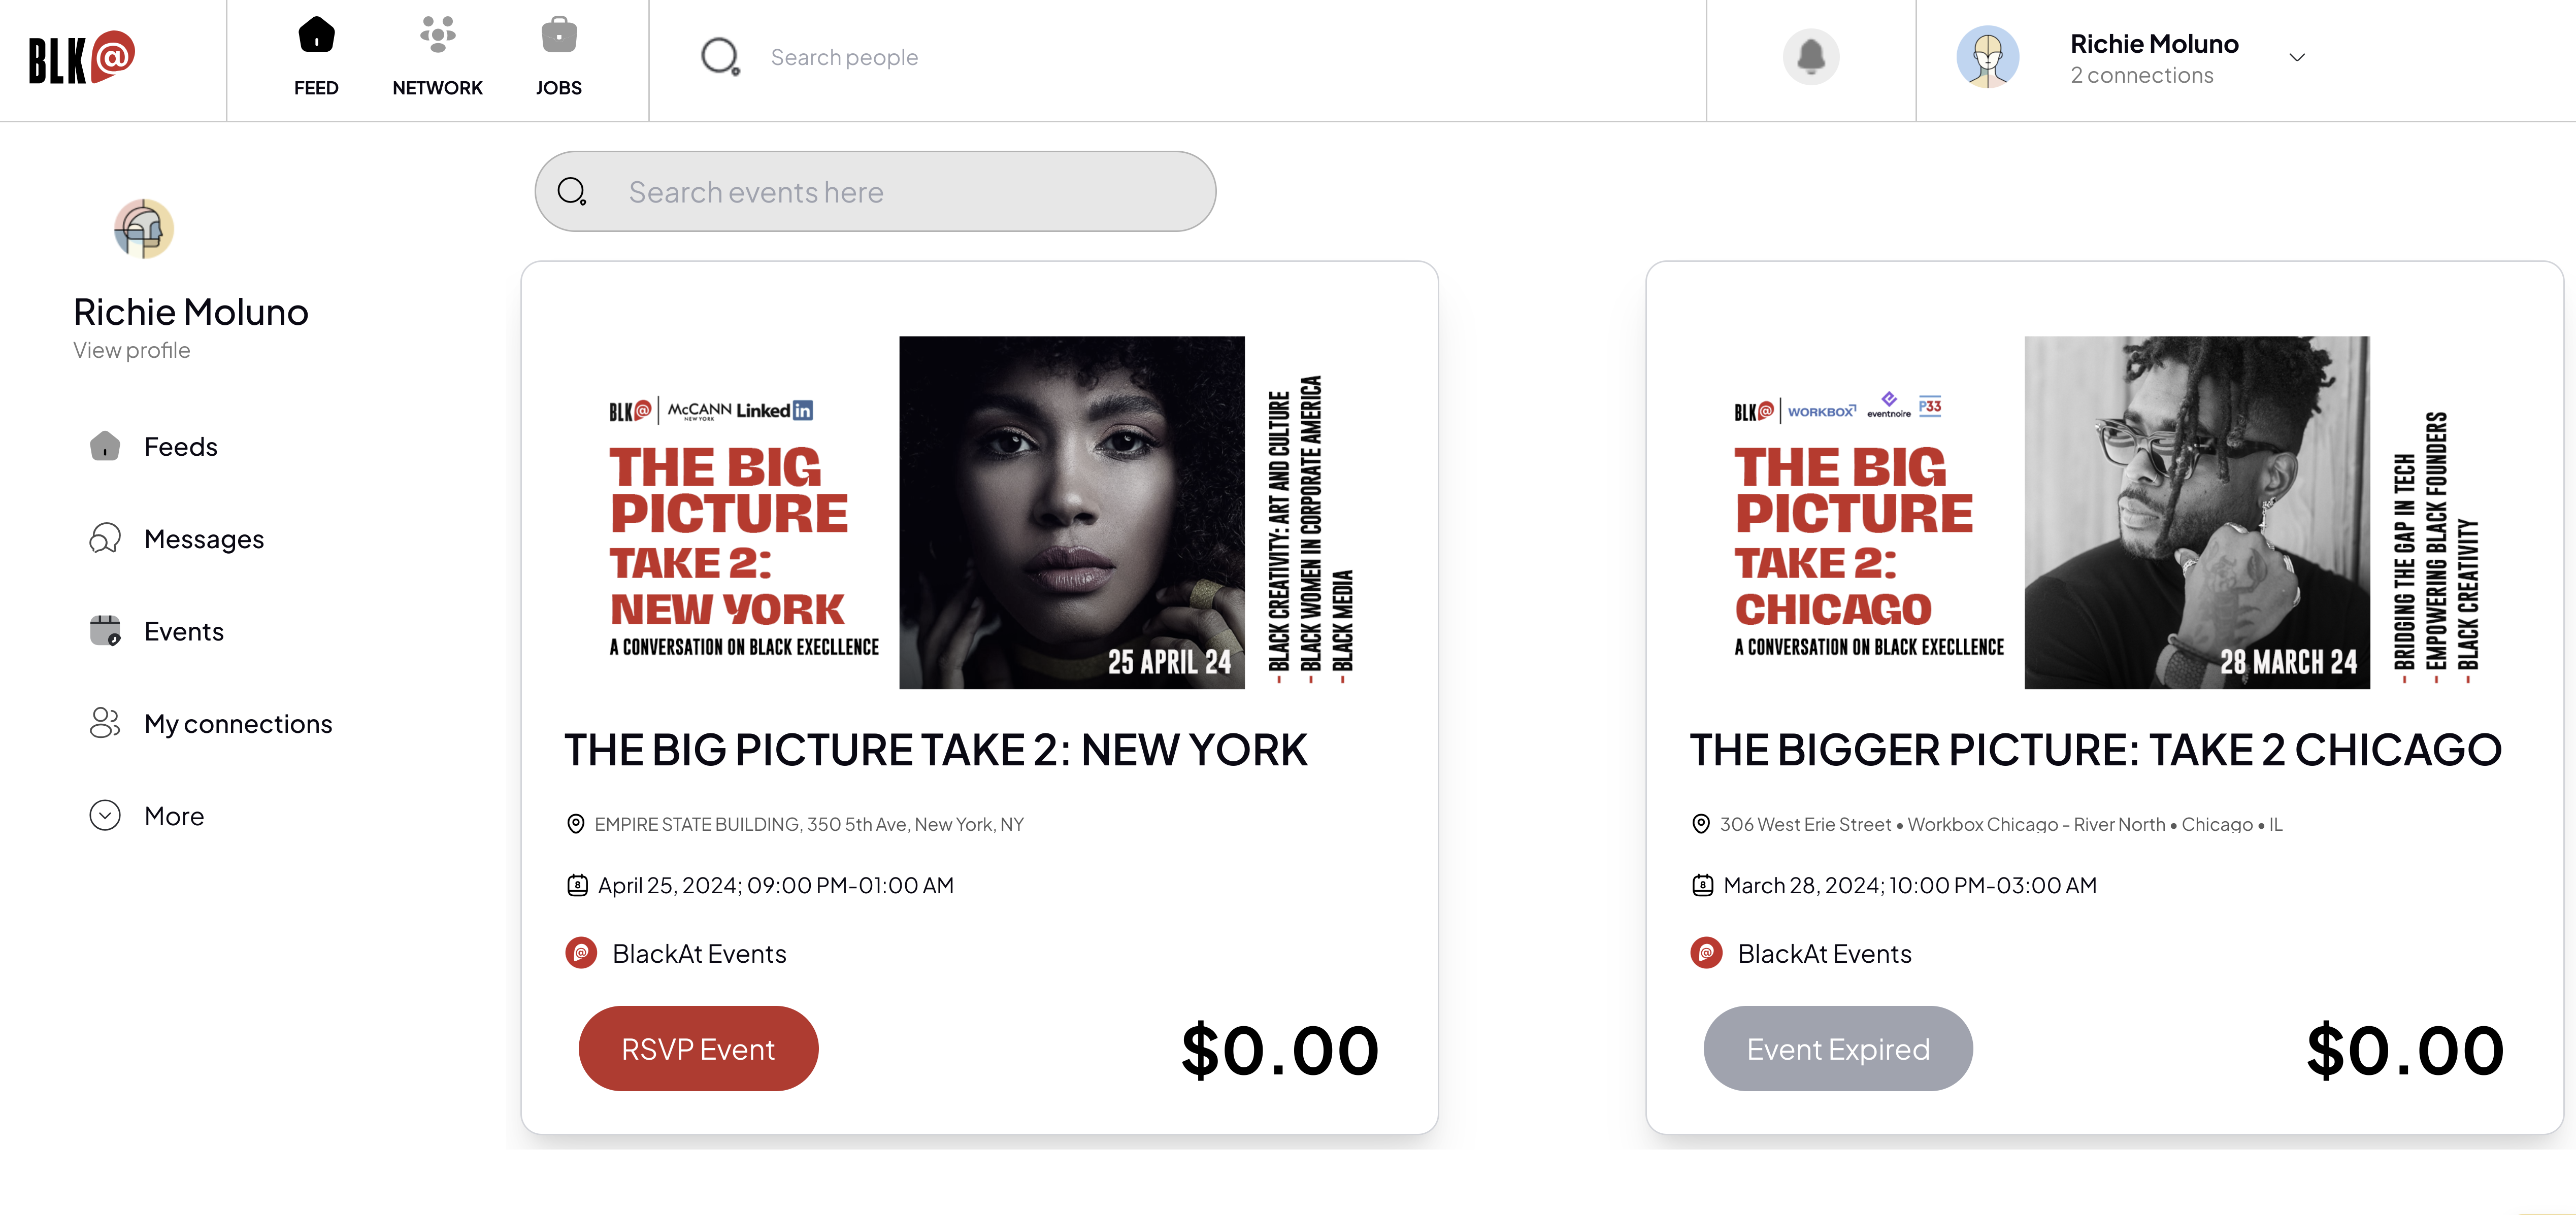 BLK@
FEED
NETWORK
JOBS
Search people
Richie Moluno
2 connections
Search events here
Richie Moluno
View profile
Feeds
Messages
Events
My connections
More
BLK@ McCANN NEW YORK Linked in
THE BIG
PICTURE
TAKE 2:
NEW YORK
A CONVERSATION ON BLACK EXECLLENCE
25 APRIL 24
- BLACK CREATIVITY: ART AND CULTURE
- BLACK WOMEN IN CORPORATE AMERICA
- BLACK MEDIA
THE BIG PICTURE TAKE 2: NEW YORK
EMPIRE STATE BUILDING, 350 5th Ave, New York, NY
8 April 25, 2024; 09:00 PM-01:00 AM
@ BlackAt Events
RSVP Event
$0.00
BLK@ WORKBOX eventnoire P33
THE BIG
PICTURE
TAKE 2:
CHICAGO
A CONVERSATION ON BLACK EXECLLENCE
28 MARCH 24
- BRIDGING THE GAP IN TECH
- EMPOWERING BLACK FOUNDERS
- BLACK CREATIVITY
THE BIGGER PICTURE: TAKE 2 CHICAGO
306 West Erie Street • Workbox Chicago - River North • Chicago • IL
8 March 28, 2024; 10:00 PM-03:00 AM
@ BlackAt Events
Event Expired
$0.00